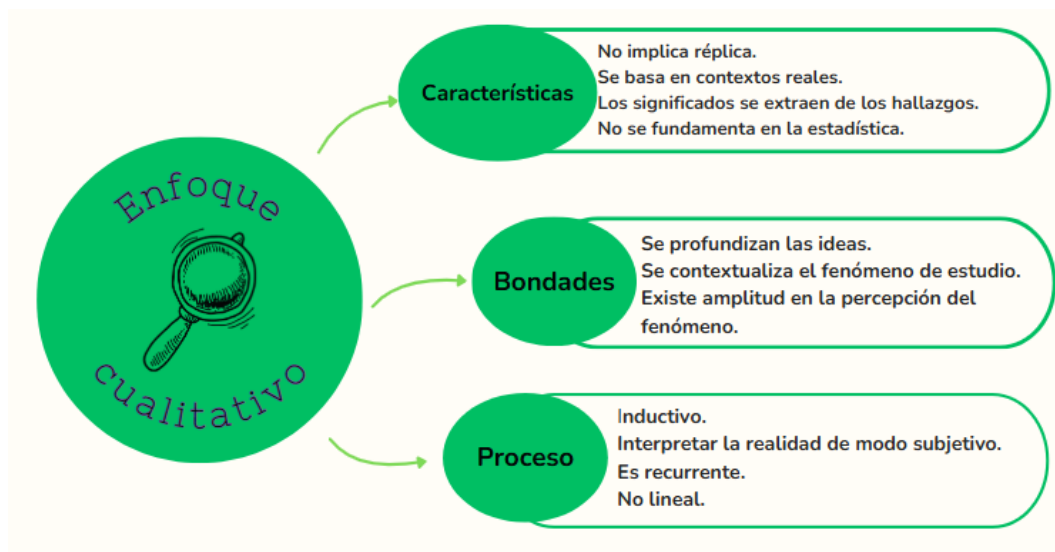 Enfoque
cualitativo
Características
No implica réplica.
Se basa en contextos reales.
Los significados se extraen de los hallazgos.
No se fundamenta en la estadística.
Bondades
Se profundizan las ideas.
Se contextualiza el fenómeno de estudio.
Existe amplitud en la percepción del
fenómeno.
Proceso
Inductivo.
Interpretar la realidad de modo subjetivo.
Es recurrente.
No lineal.